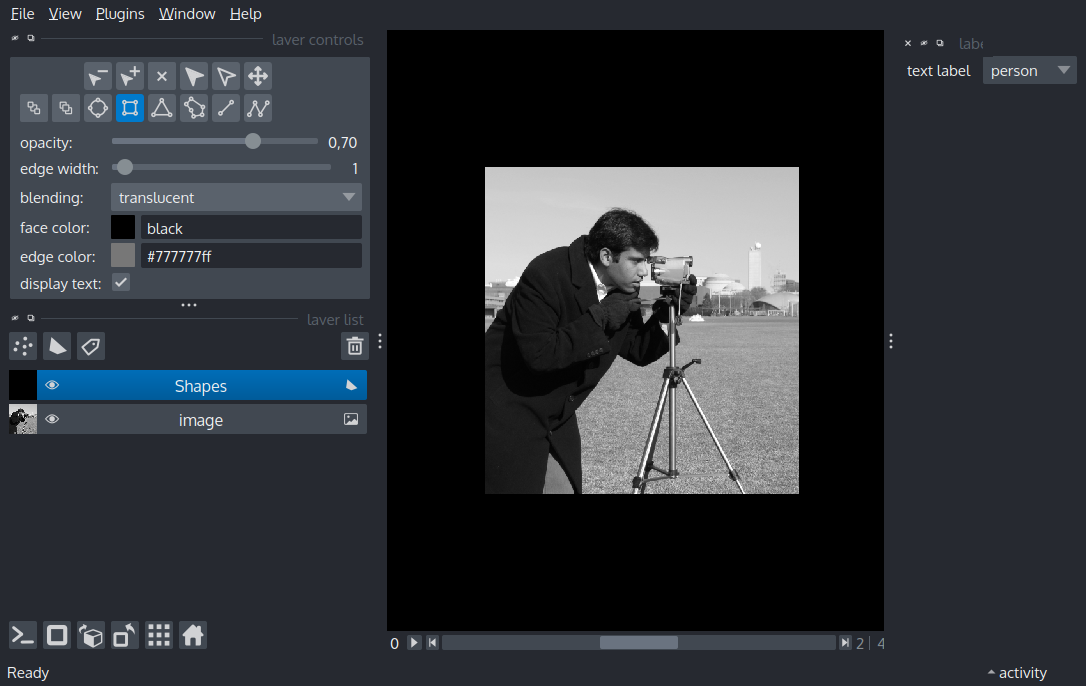 File View Plugins Window Help
layer controls
opacity: 0,70
edge width: 1
blending: translucent
face color: black
edge color: #777777ff
display text:
layer list
Shapes
image
text label person
0 2 4
Ready
activity